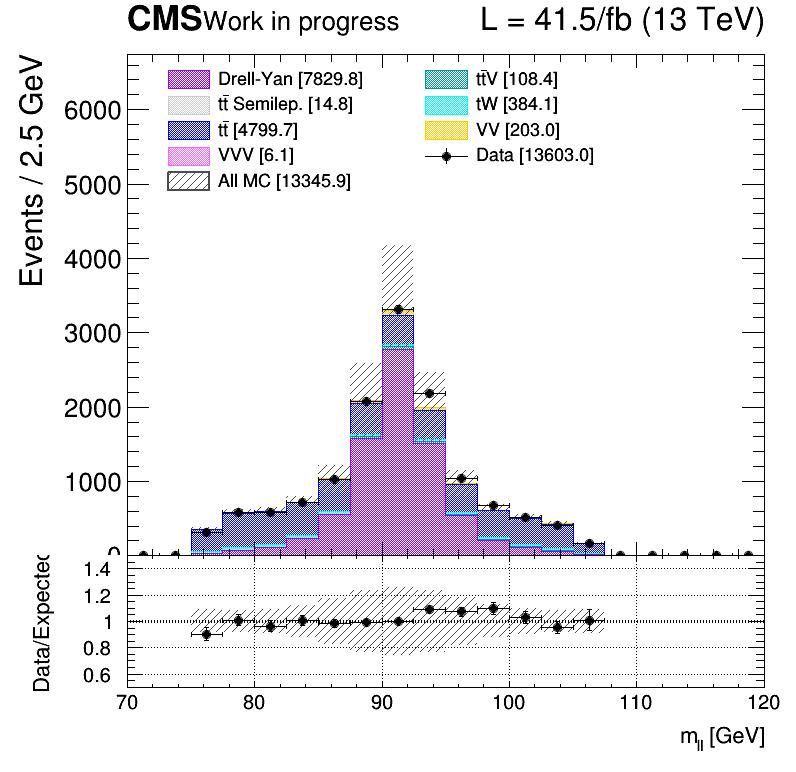 CMS Work in progress L = 41.5/fb (13 TeV)
Events / 2.5 GeV
Drell-Yan [7829.8]
tt̄ Semilep. [14.8]
tt̄ [4799.7]
VVV [6.1]
All MC [13345.9]
tt̄V [108.4]
tW [384.1]
VV [203.0]
Data [13603.0]
6000
5000
4000
3000
2000
1000
0
Data/Expected
1.4
1.2
1
0.8
0.6
70 80 90 100 110 120
m_ll [GeV]